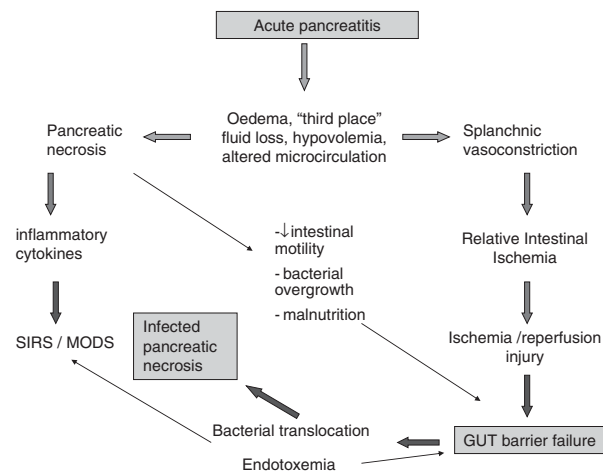 Acute pancreatitis
Oedema, "third place"
fluid loss, hypovolemia,
altered microcirculation
Pancreatic
necrosis
Splanchnic
vasoconstriction
inflammatory
cytokines
-↓intestinal
motility
- bacterial
overgrowth
- malnutrition
Relative Intestinal
Ischemia
SIRS / MODS
Infected
pancreatic
necrosis
Ischemia /reperfusion
injury
Bacterial translocation
GUT barrier failure
Endotoxemia